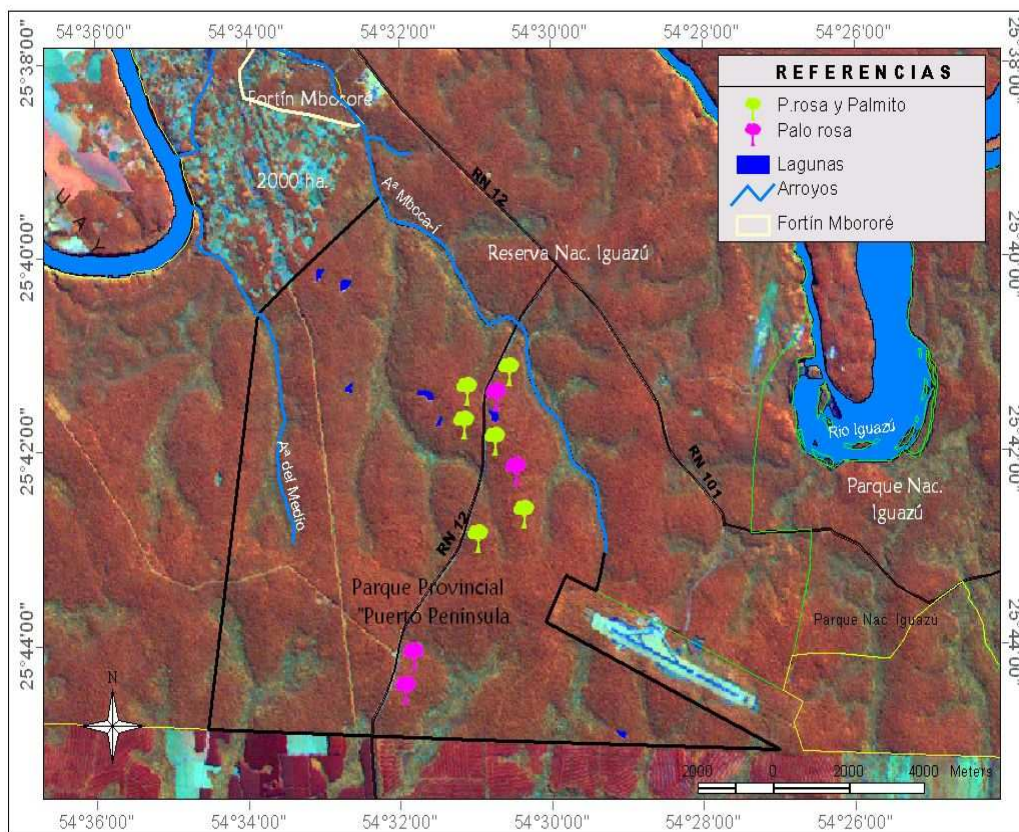 54°36'00" 54°34'00" 54°32'00" 54°30'00" 54°28'00" 54°26'00"
25°38'00"
25°38'00"
REFERENCIAS
P.rosa y Palmito
Palo rosa
Lagunas
Arroyos
Fortín Mbororé
Fortín Mbororé
2000 ha.
U A Y
Aª Mboca-í
RN 12
Reserva Nac. Iguazú
25°40'00"
25°40'00"
25°42'00"
25°42'00"
Río Iguazú
Aª del Medio
RN 101
Parque Nac.
Iguazú
RN 12
Parque Provincial
"Puerto Península
Parque Nac. Iguazú
25°44'00"
25°44'00"
N
2000 0 2000 4000 Meters
54°36'00" 54°34'00" 54°32'00" 54°30'00" 54°28'00" 54°26'00"